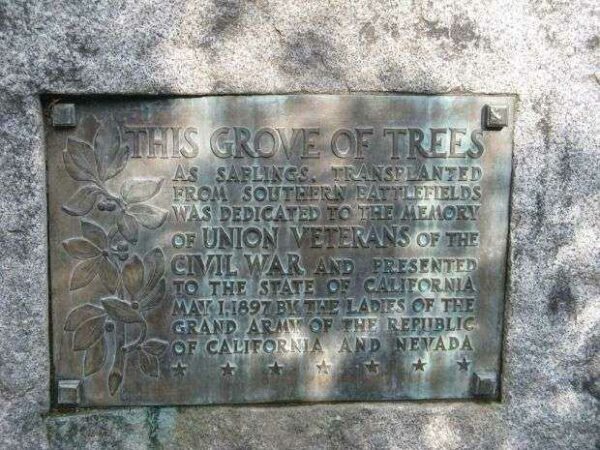 THIS GROVE OF TREES
AS SAPLINGS, TRANSPLANTED
FROM SOUTHERN BATTLEFIELDS
WAS DEDICATED TO THE MEMORY
OF UNION VETERANS OF THE
CIVIL WAR AND PRESENTED
TO THE STATE OF CALIFORNIA
MAY 1, 1897 BY THE LADIES OF THE
GRAND ARMY OF THE REPUBLIC
OF CALIFORNIA AND NEVADA